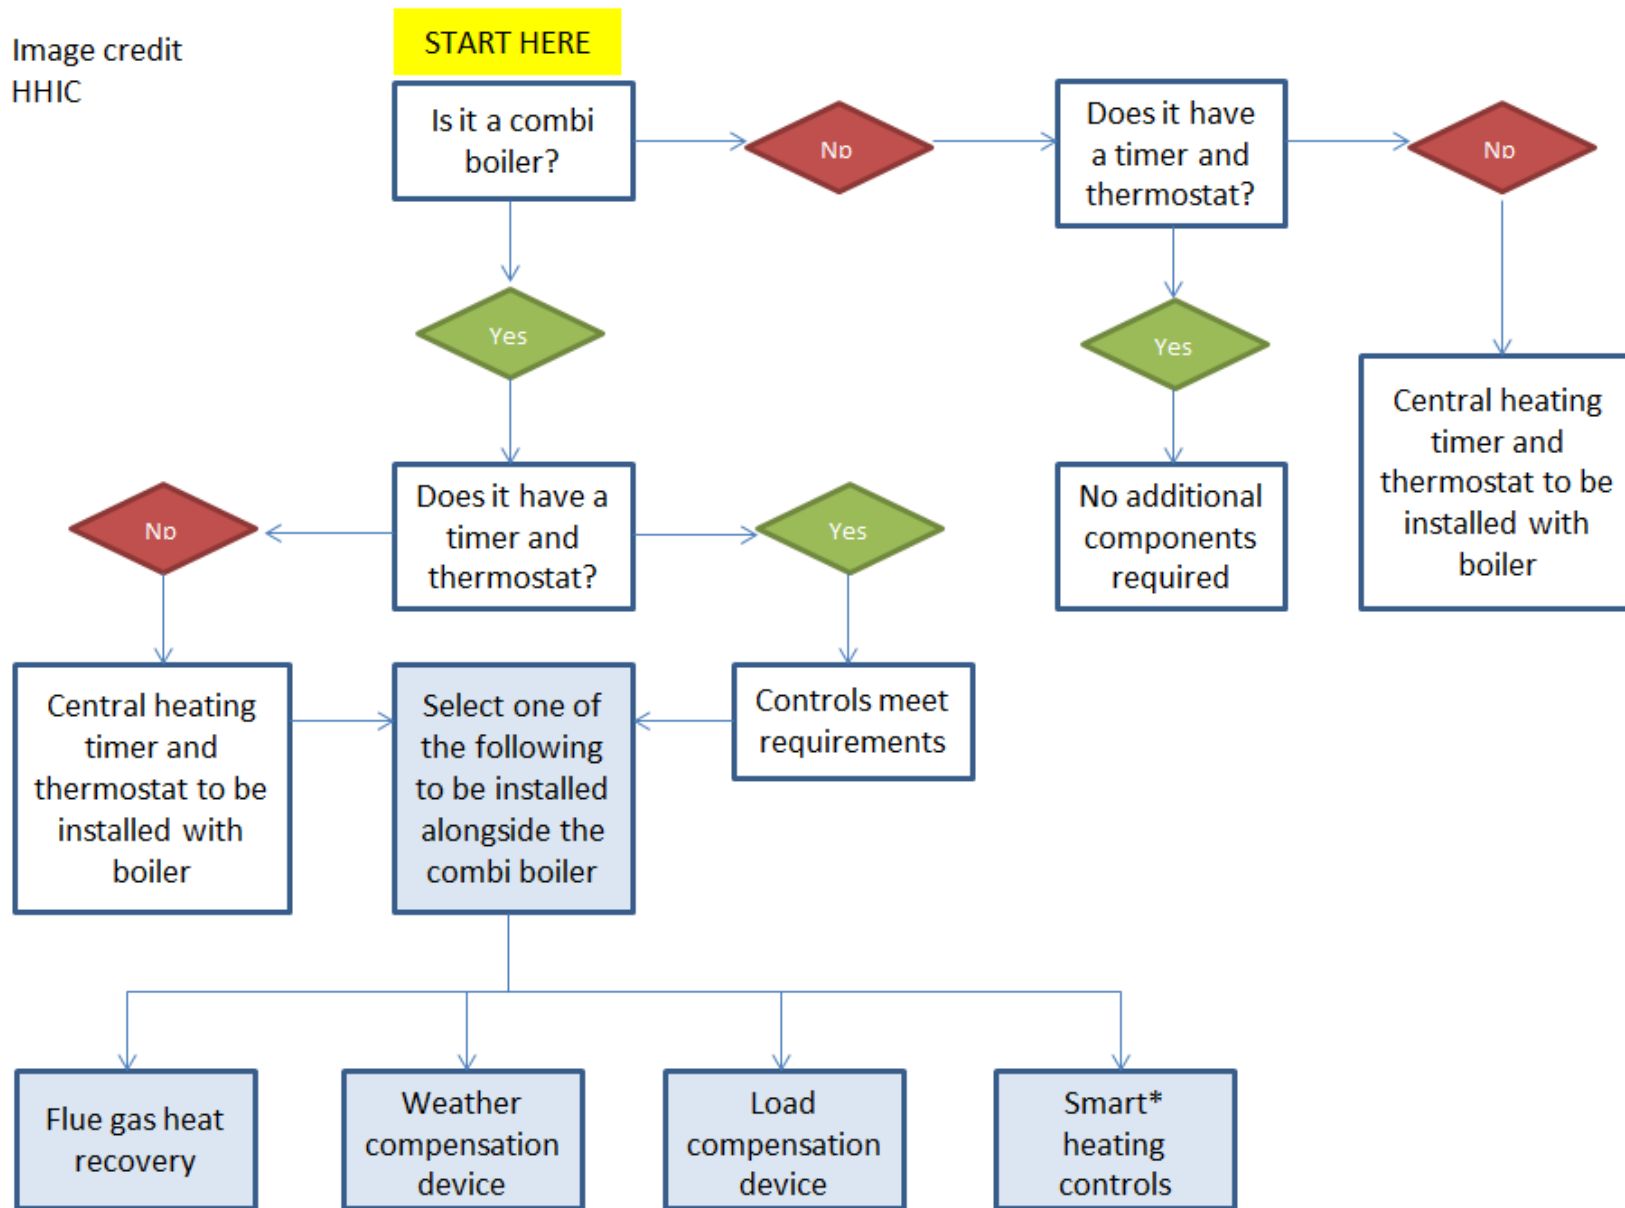 Image credit
HHIC
START HERE
Is it a combi
boiler?
No
Does it have
a timer and
thermostat?
No
Yes
Yes
Central heating
timer and
thermostat to be
installed with
boiler
No
Does it have a
timer and
thermostat?
Yes
No additional
components
required
Central heating
timer and
thermostat to be
installed with
boiler
Select one of
the following
to be installed
alongside the
combi boiler
Controls meet
requirements
Flue gas heat
recovery
Weather
compensation
device
Load
compensation
device
Smart*
heating
controls